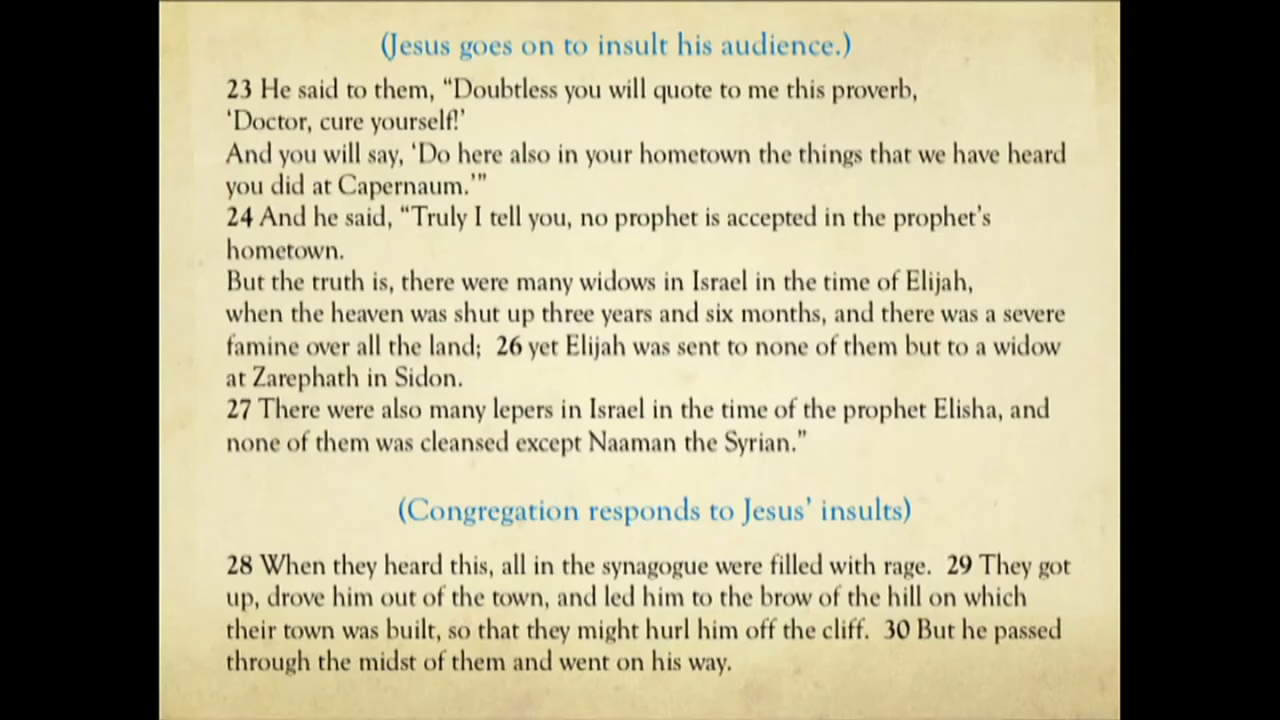 (Jesus goes on to insult his audience.)
23 He said to them, “Doubtless you will quote to me this proverb,
‘Doctor, cure yourself!’
And you will say, ‘Do here also in your hometown the things that we have heard
you did at Capernaum.’”
24 And he said, “Truly I tell you, no prophet is accepted in the prophet’s
hometown.
But the truth is, there were many widows in Israel in the time of Elijah,
when the heaven was shut up three years and six months, and there was a severe
famine over all the land;  26 yet Elijah was sent to none of them but to a widow
at Zarephath in Sidon.
27 There were also many lepers in Israel in the time of the prophet Elisha, and
none of them was cleansed except Naaman the Syrian.”
(Congregation responds to Jesus’ insults)
28 When they heard this, all in the synagogue were filled with rage.  29 They got
up, drove him out of the town, and led him to the brow of the hill on which
their town was built, so that they might hurl him off the cliff.  30 But he passed
through the midst of them and went on his way.